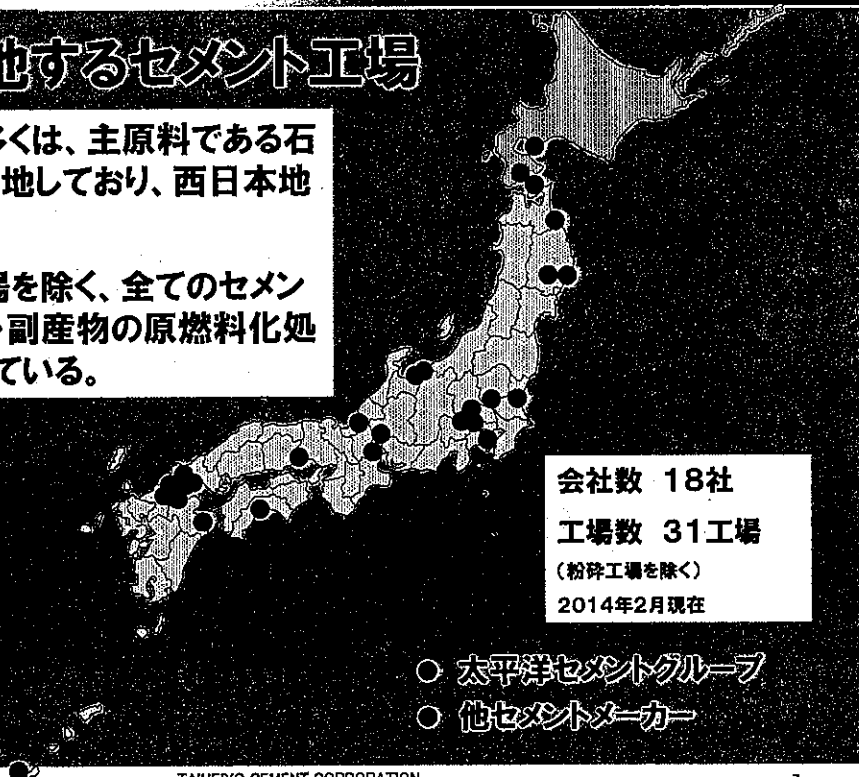 地するセメント工場
多くは、主原料である石
地しており、西日本地
場を除く、全てのセメン
・副産物の原燃料化処
ている。
会社数 18社
工場数 31工場
(粉砕工場を除く)
2014年2月現在
○ 太平洋セメントグループ
○ 他セメントメーカー
TAIHEIYO CEMENT CORPORATION